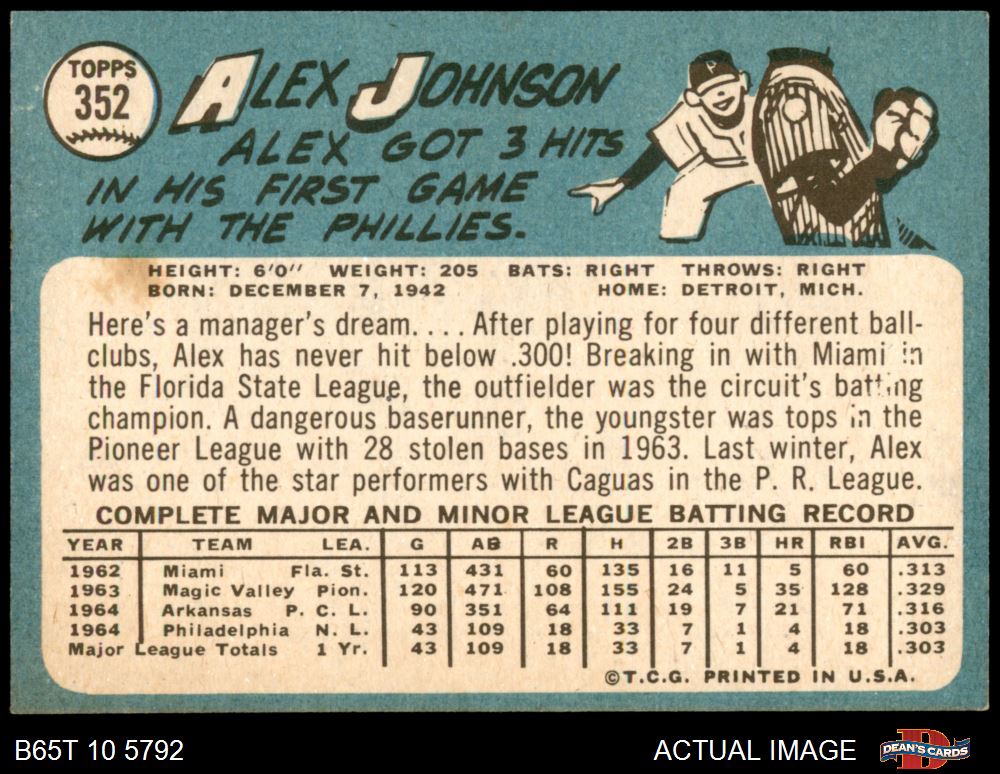 TOPPS
352
ALEX JOHNSON
ALEX GOT 3 HITS
IN HIS FIRST GAME
WITH THE PHILLIES.
P
HEIGHT: 6'0" WEIGHT: 205 BATS: RIGHT THROWS: RIGHT
BORN: DECEMBER 7, 1942 HOME: DETROIT, MICH.
Here's a manager's dream.... After playing for four different ball-
clubs, Alex has never hit below .300! Breaking in with Miami in
the Florida State League, the outfielder was the circuit's batting
champion. A dangerous baserunner, the youngster was tops in the
Pioneer League with 28 stolen bases in 1963. Last winter, Alex
was one of the star performers with Caguas in the P. R. League.
COMPLETE MAJOR AND MINOR LEAGUE BATTING RECORD
YEAR TEAM LEA. G AB R H 2B 3B HR RBI AVG.
1962 Miami Fla. St. 113 431 60 135 16 11 5 60 .313
1963 Magic Valley Pion. 120 471 108 155 24 5 35 128 .329
1964 Arkansas P. C. L. 90 351 64 111 19 7 21 71 .316
1964 Philadelphia N. L. 43 109 18 33 7 1 4 18 .303
Major League Totals 1 Yr. 43 109 18 33 7 1 4 18 .303
©T.C.G. PRINTED IN U.S.A.
B65T 10 5792 ACTUAL IMAGE DEAN'S CARDS